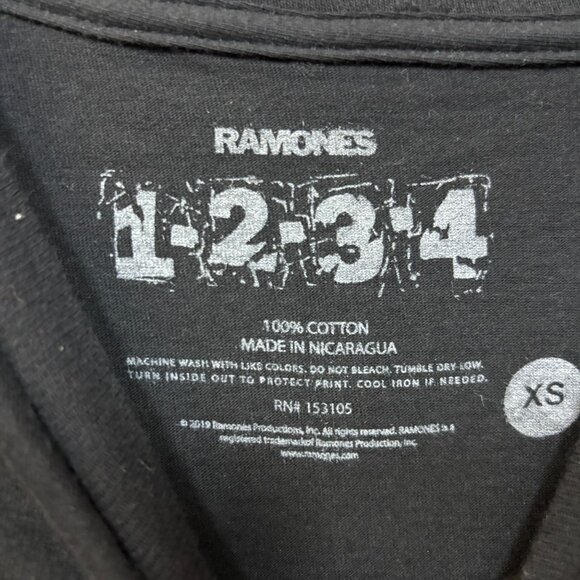 RAMONES
1-2-3-4
100% COTTON
MADE IN NICARAGUA
MACHINE WASH WITH LIKE COLORS. DO NOT BLEACH. TUMBLE DRY LOW.
TURN INSIDE OUT TO PROTECT PRINT. COOL IRON IF NEEDED.
XS
RN# 153105
© 2019 Ramones Productions, Inc. All rights reserved. RAMONES is a
registered trademarkof Ramones Production, Inc.
www.ramones.com